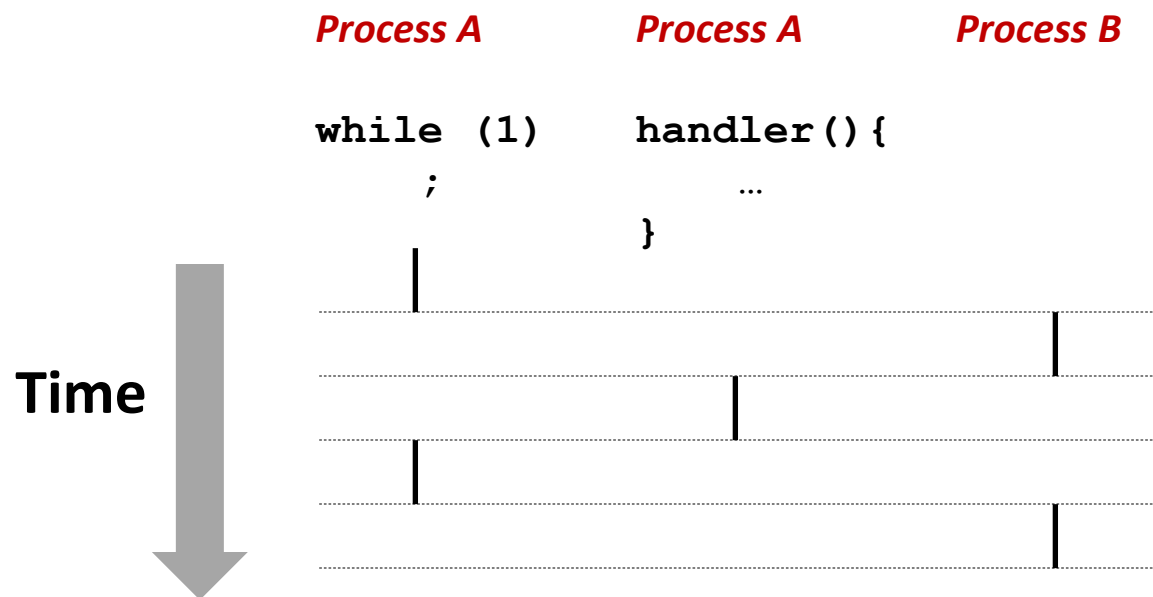 Process A Process A Process B
while (1) handler(){
; …
}
Time